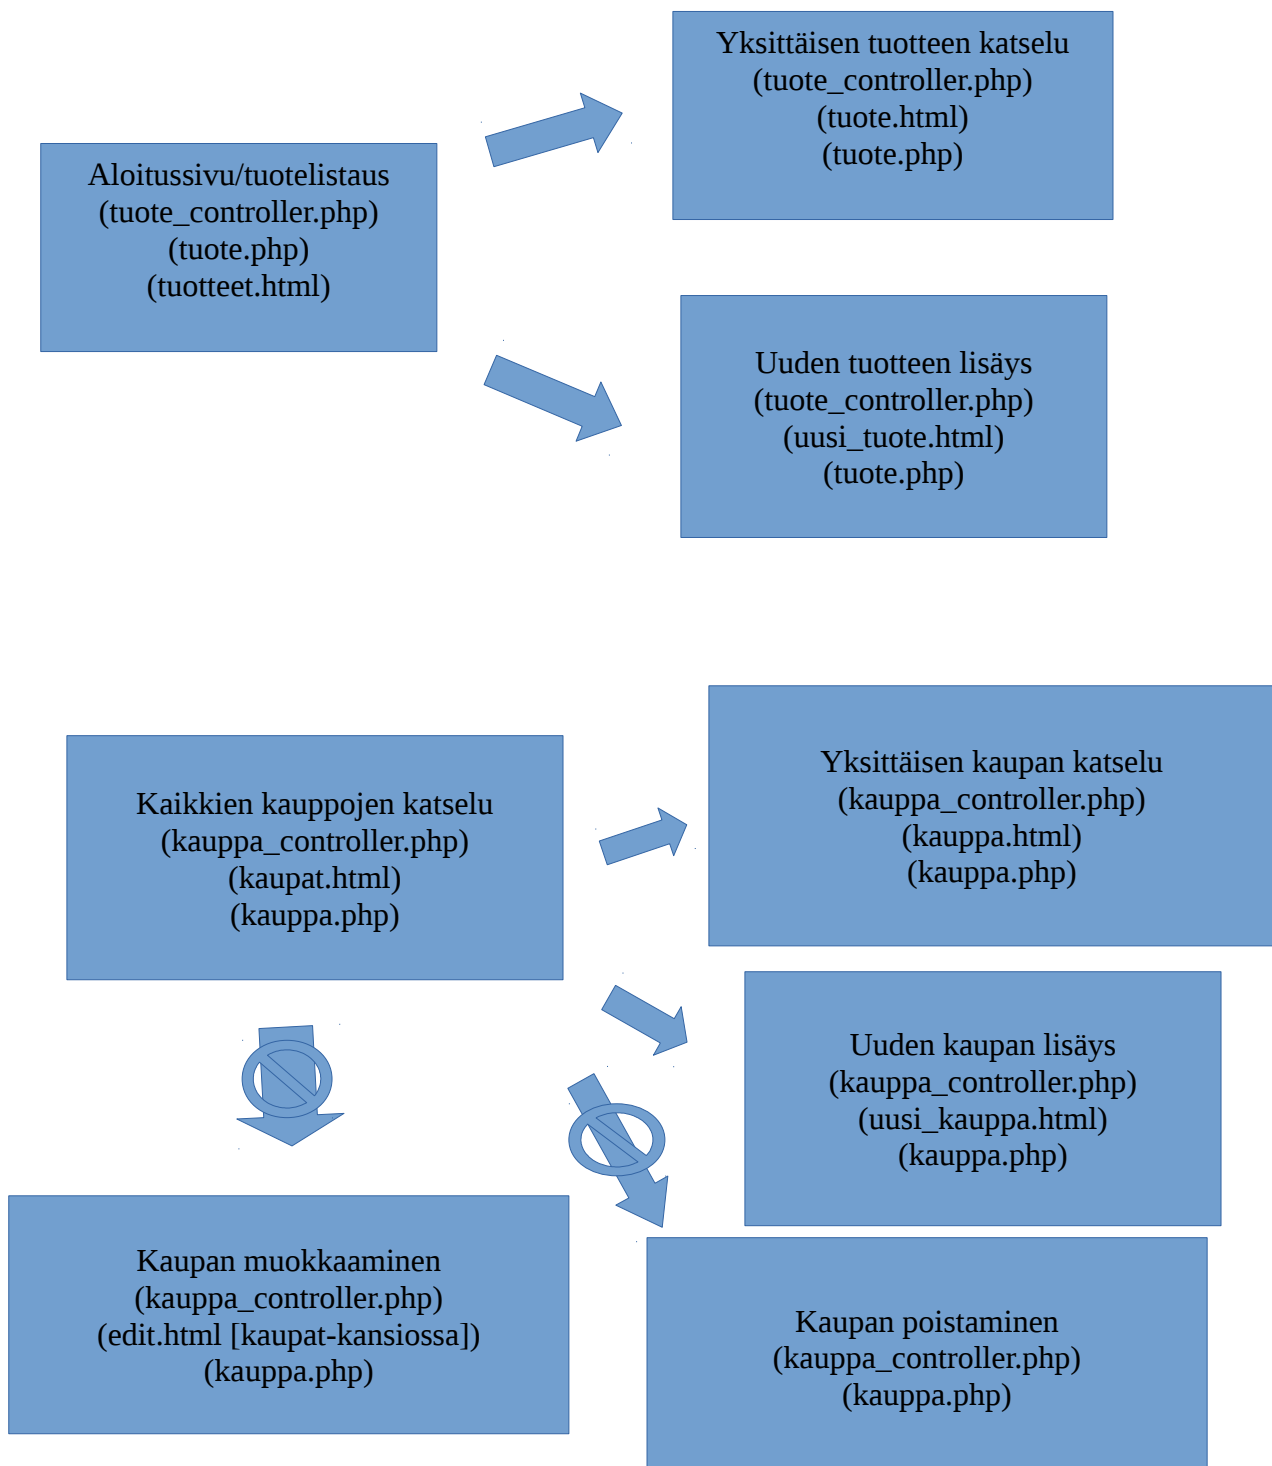 Yksittäisen tuotteen katselu
(tuote_controller.php)
(tuote.html)
(tuote.php)
Aloitussivu/tuotelistaus
(tuote_controller.php)
(tuote.php)
(tuotteet.html)
Uuden tuotteen lisäys
(tuote_controller.php)
(uusi_tuote.html)
(tuote.php)
Yksittäisen kaupan katselu
(kauppa_controller.php)
(kauppa.html)
(kauppa.php)
Kaikkien kauppojen katselu
(kauppa_controller.php)
(kaupat.html)
(kauppa.php)
Uuden kaupan lisäys
(kauppa_controller.php)
(uusi_kauppa.html)
(kauppa.php)
Kaupan muokkaaminen
(kauppa_controller.php)
(edit.html [kaupat-kansiossa])
(kauppa.php)
Kaupan poistaminen
(kauppa_controller.php)
(kauppa.php)